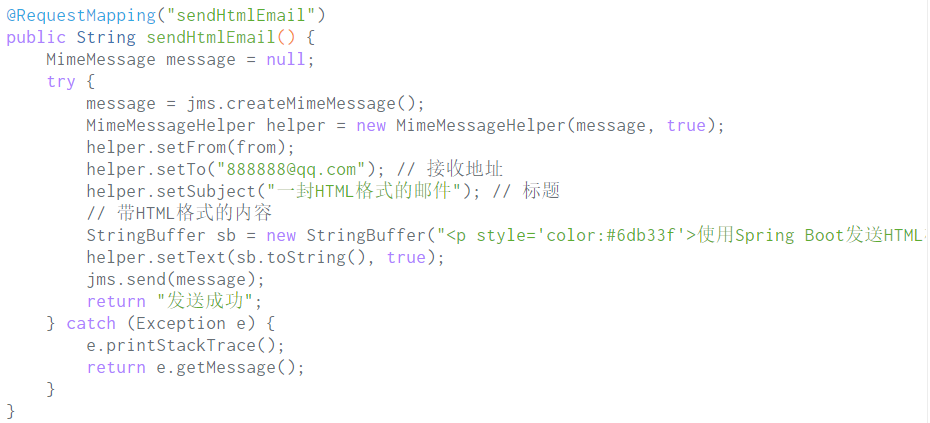 @RequestMapping("sendHtmlEmail")
public String sendHtmlEmail() {
    MimeMessage message = null;
    try {
        message = jms.createMimeMessage();
        MimeMessageHelper helper = new MimeMessageHelper(message, true);
        helper.setFrom(from);
        helper.setTo("888888@qq.com"); // 接收地址
        helper.setSubject("一封HTML格式的邮件"); // 标题
        // 带HTML格式的内容
        StringBuffer sb = new StringBuffer("<p style='color:#6db33f'>使用Spring Boot发送HTML
        helper.setText(sb.toString(), true);
        jms.send(message);
        return "发送成功";
    } catch (Exception e) {
        e.printStackTrace();
        return e.getMessage();
    }
}